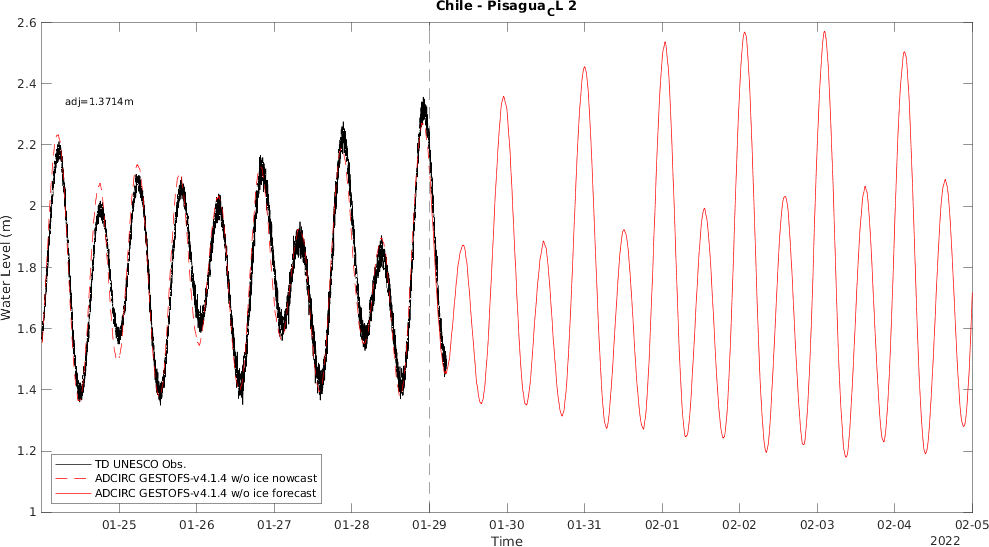 Chile - Pisagua_CL 2
2.6
2.4
adj=1.3714m
2.2
2
1.8
1.6
1.4
1.2
1
Water Level (m)
TD UNESCO Obs.
ADCIRC GESTOFS-v4.1.4 w/o ice nowcast
ADCIRC GESTOFS-v4.1.4 w/o ice forecast
01-25 01-26 01-27 01-28 01-29 01-30 01-31 02-01 02-02 02-03 02-04 02-05
Time
2022